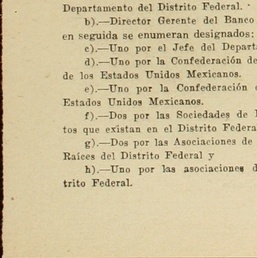 Departamento del Distrito Federal.
b).—Director Gerente del Banco
en seguida se enumeran designados:
c).—Uno por el Jefe del Depart
d).—Uno por la Confederación de
de los Estados Unidos Mexicanos.
e).—Uno por la Confederación
Estados Unidos Mexicanos.
f).—Dos por las Sociedades de
tos que existan en el Distrito Federa
g).—Dos por las Asociaciones de
Raíces del Distrito Federal y
h).—Uno por las asociaciones d
trito Federal.